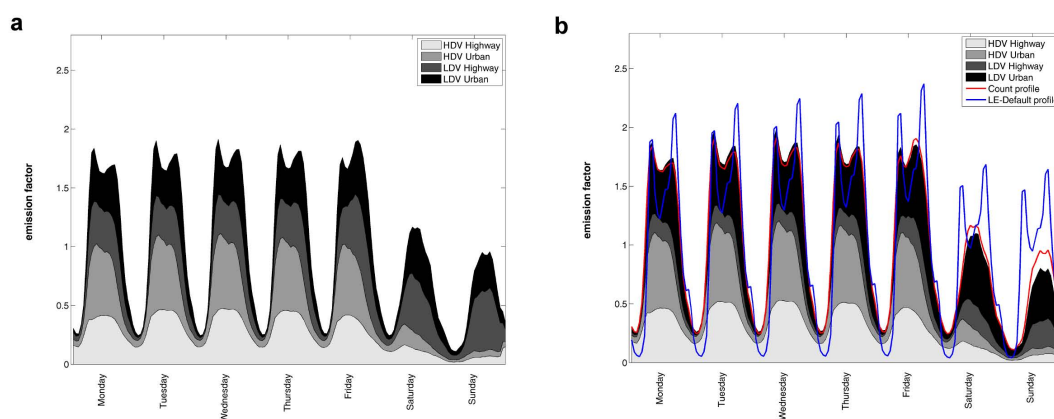 a
HDV Highway
HDV Urban
LDV Highway
LDV Urban
emission factor
2.5
2
1.5
1
0.5
0
Monday
Tuesday
Wednesday
Thursday
Friday
Saturday
Sunday
b
HDV Highway
HDV Urban
LDV Highway
LDV Urban
Count profile
LE-Default profile
emission factor
2.5
2
1.5
1
0.5
0
Monday
Tuesday
Wednesday
Thursday
Friday
Saturday
Sunday